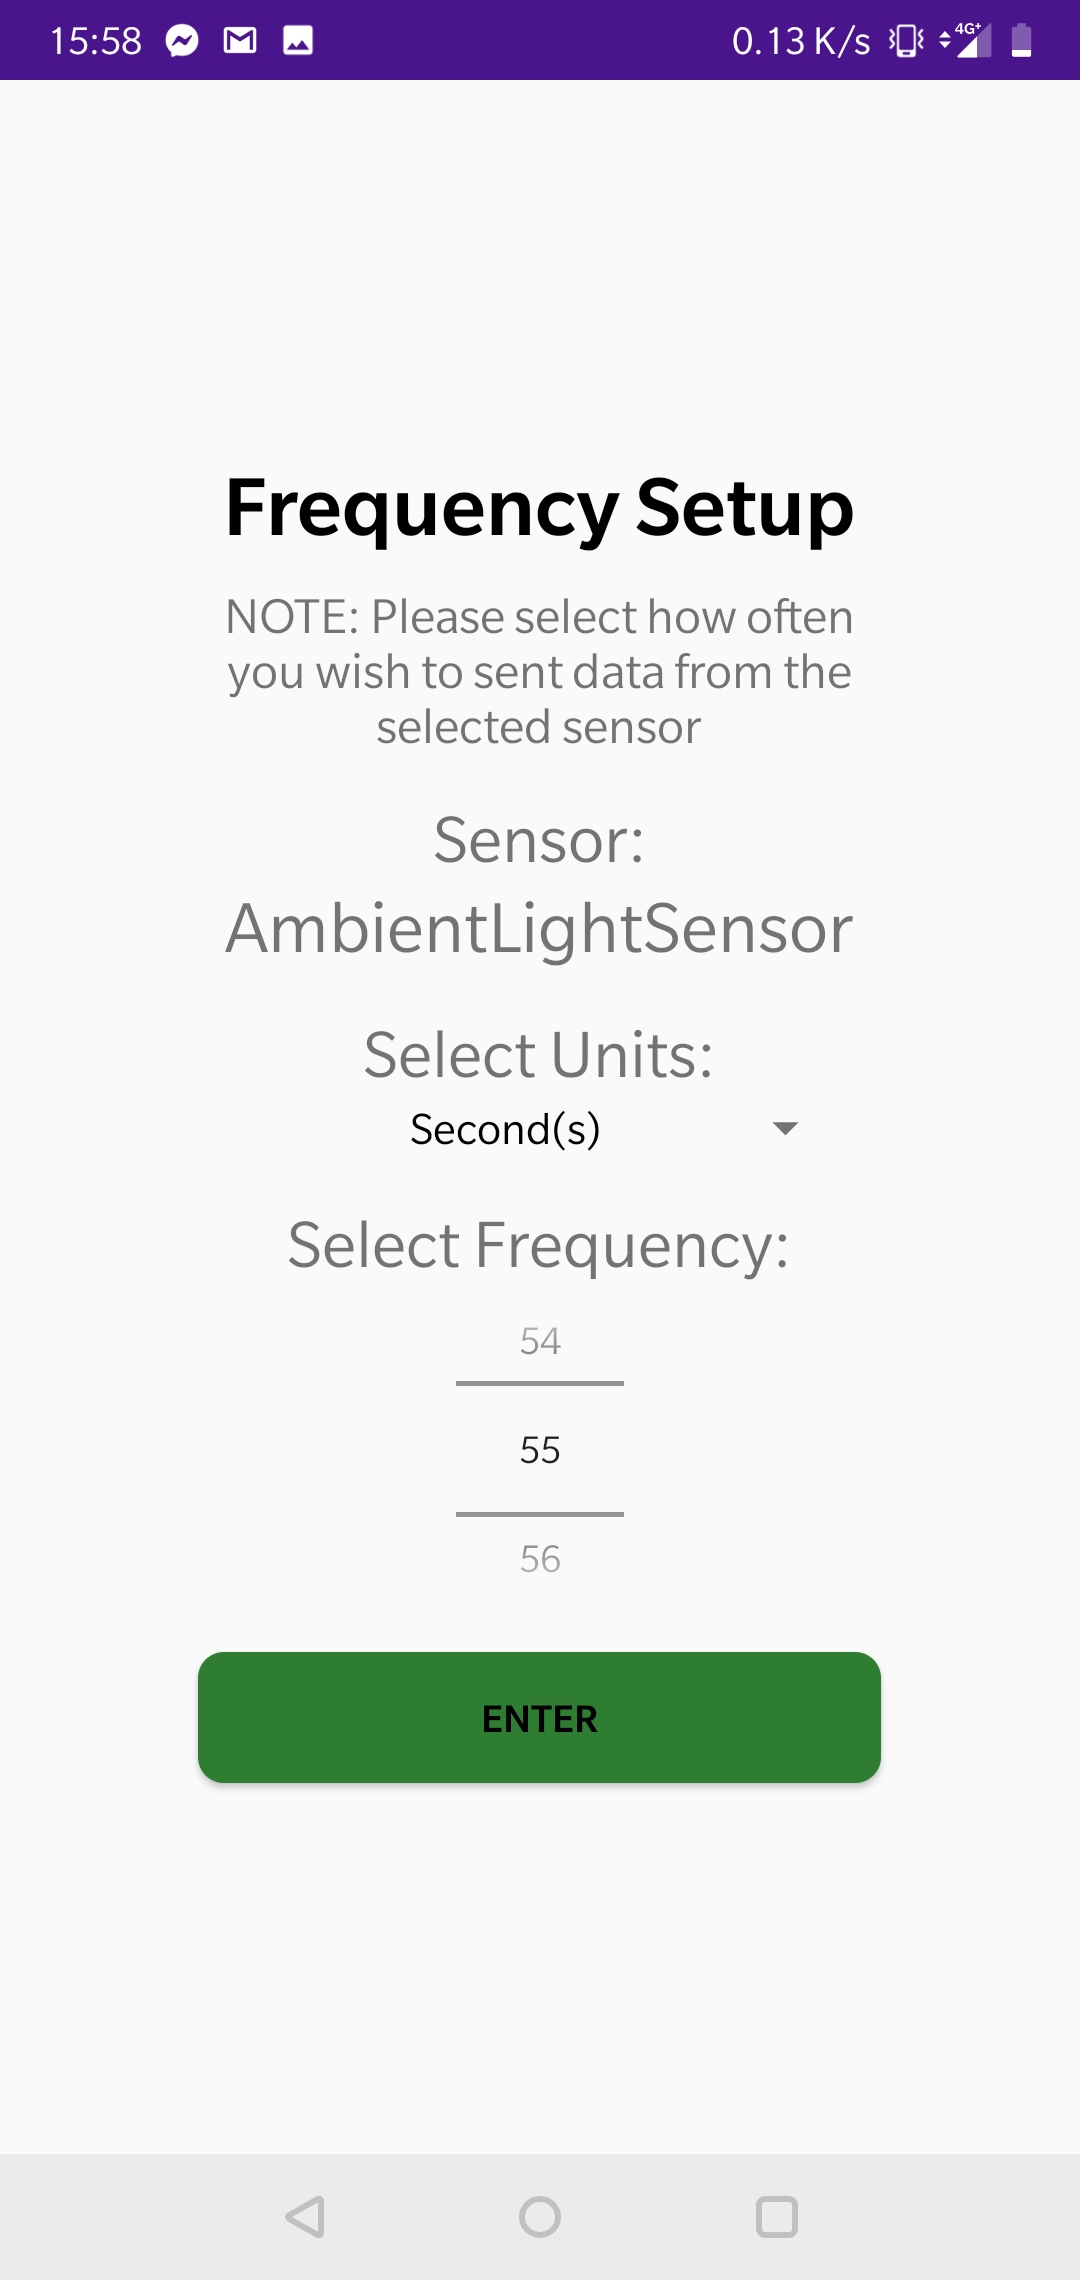 15:58 0.13 K/s 4G+
Frequency Setup
NOTE: Please select how often
you wish to sent data from the
selected sensor
Sensor:
AmbientLightSensor
Select Units:
Second(s)
Select Frequency:
54
55
56
ENTER